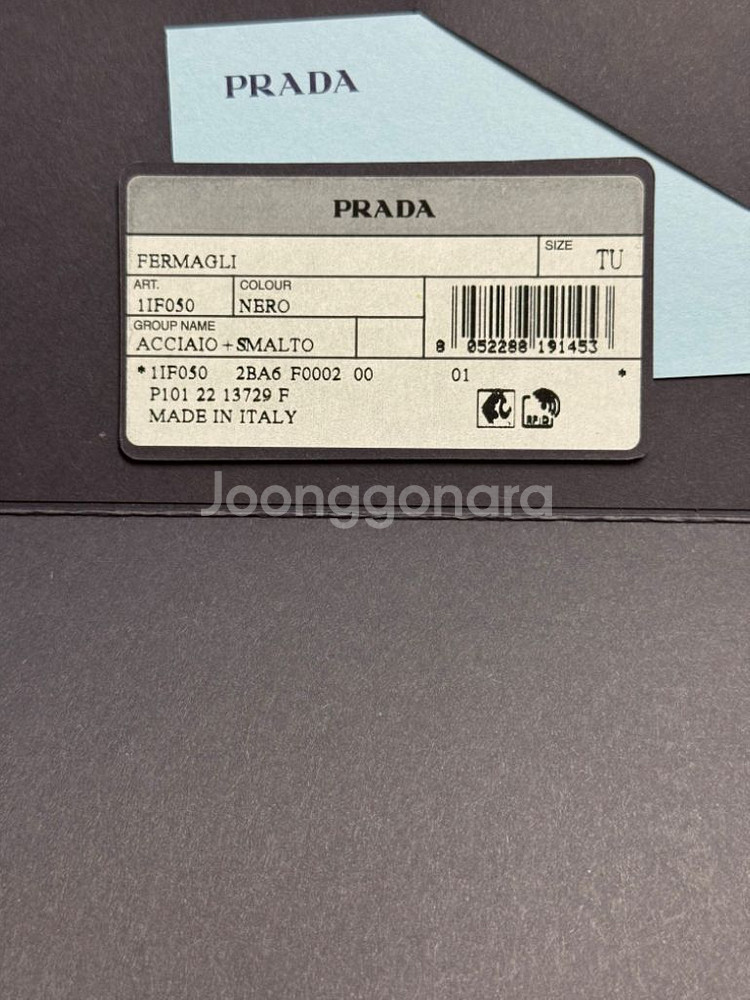 PRADA
PRADA
FERMAGLI
SIZE
TU
ART.
COLOUR
1IF050
NERO
GROUP NAME
ACCIAIO + SMALTO
8 052288 191453
* 1IF050 2BA6 F0002 00 01 *
P101 22 13729 F
MADE IN ITALY
RFID
Joonggonara